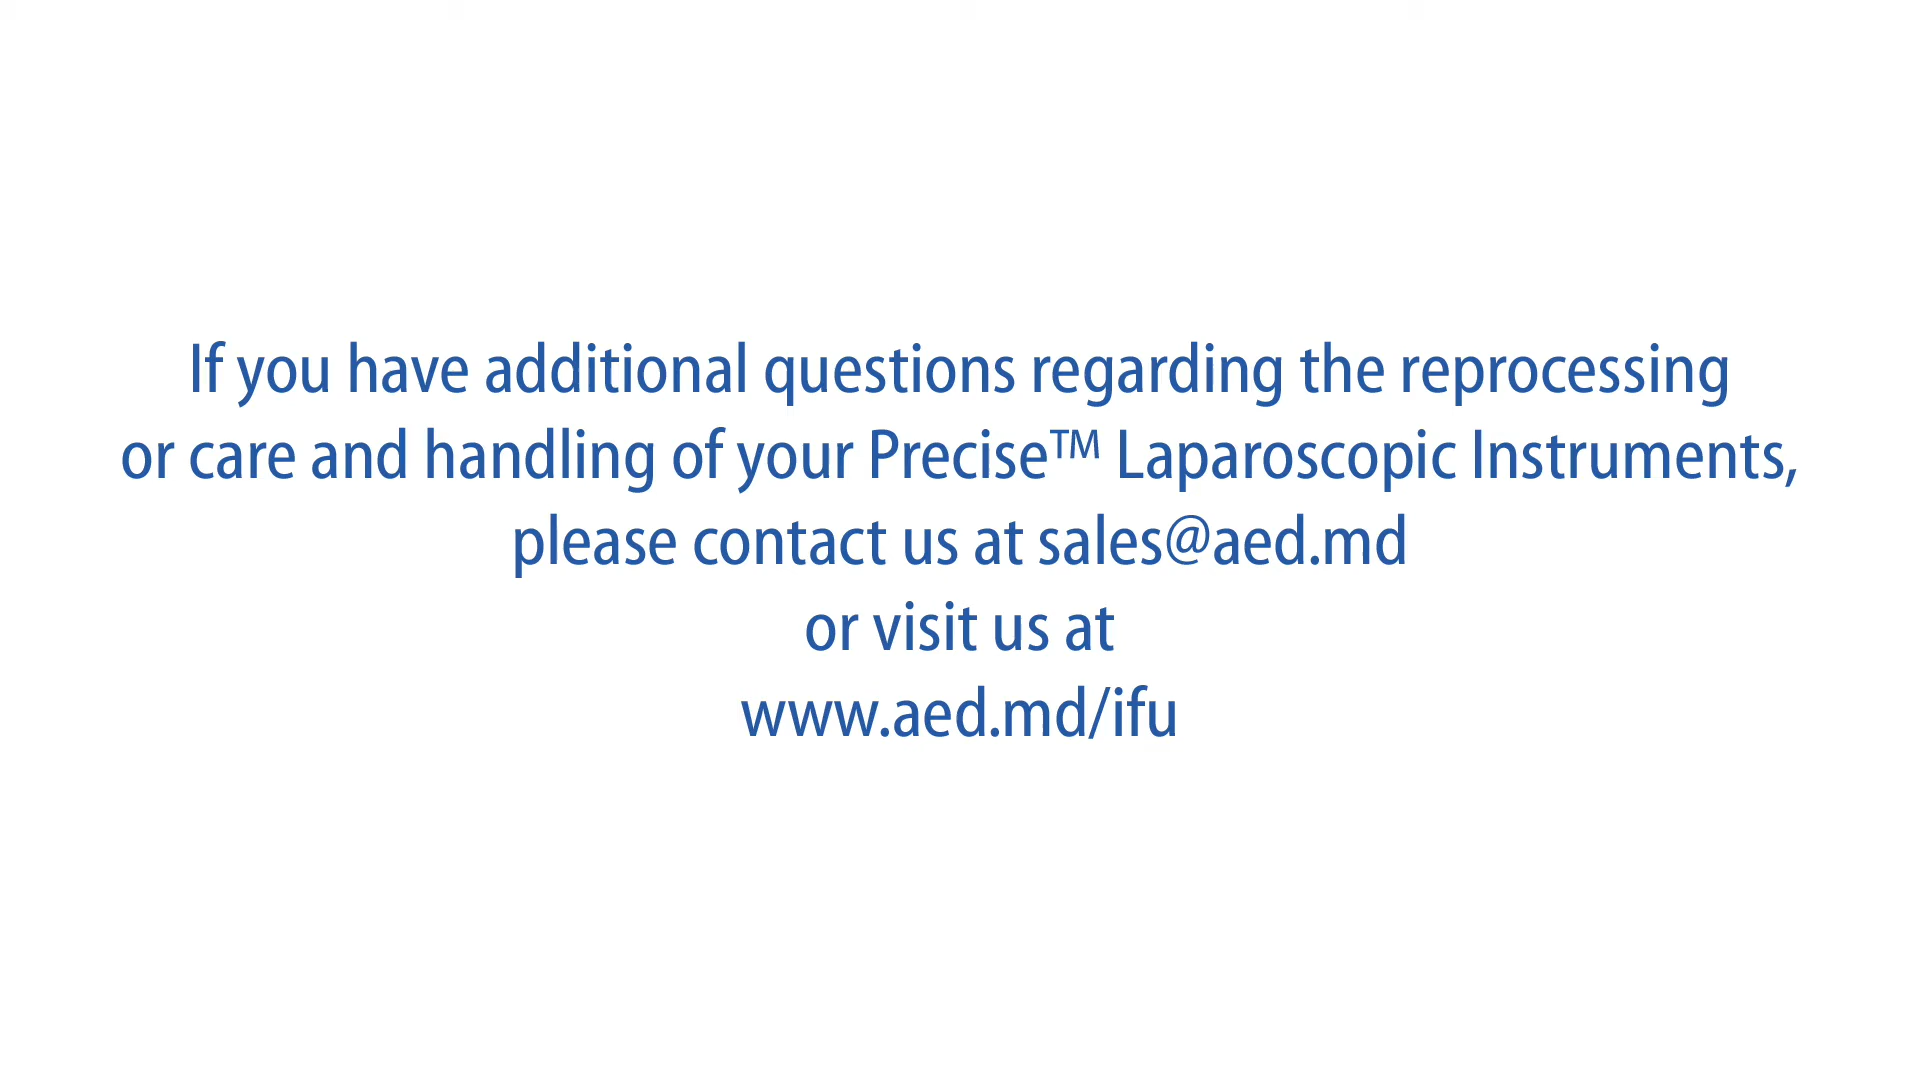 If you have additional questions regarding the reprocessing
or care and handling of your Precise™ Laparoscopic Instruments,
please contact us at sales@aed.md
or visit us at
www.aed.md/ifu